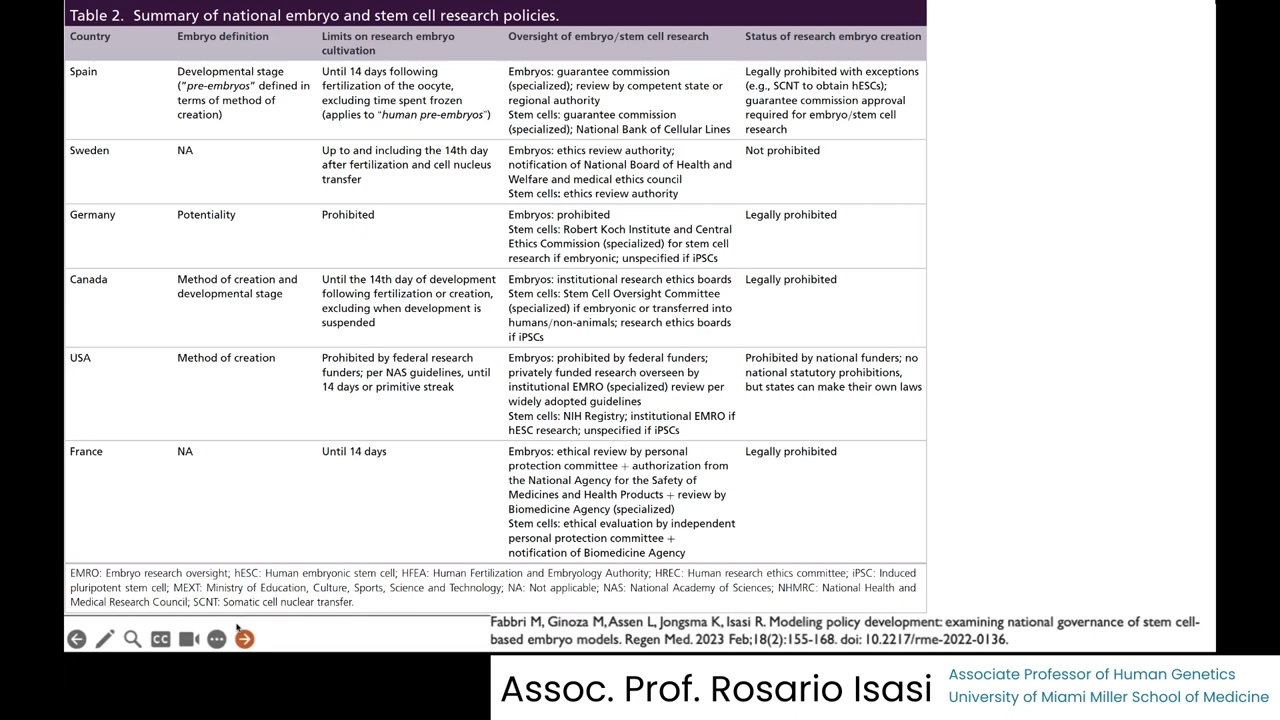 Table 2. Summary of national embryo and stem cell research policies.
Country Embryo definition Limits on research embryo cultivation Oversight of embryo/stem cell research Status of research embryo creation
Spain
Developmental stage
("pre-embryos" defined in
terms of method of
creation)
Until 14 days following
fertilization of the oocyte,
excluding time spent frozen
(applies to "human pre-embryos")
Embryos: guarantee commission
(specialized); review by competent state or
regional authority
Stem cells: guarantee commission
(specialized); National Bank of Cellular Lines
Legally prohibited with exceptions
(e.g., SCNT to obtain hESCs);
guarantee commission approval
required for embryo/stem cell
research
Sweden
NA
Up to and including the 14th day
after fertilization and cell nucleus
transfer
Embryos: ethics review authority;
notification of National Board of Health and
Welfare and medical ethics council
Stem cells: ethics review authority
Not prohibited
Germany
Potentiality
Prohibited
Embryos: prohibited
Stem cells: Robert Koch Institute and Central
Ethics Commission (specialized) for stem cell
research if embryonic; unspecified if iPSCs
Legally prohibited
Canada
Method of creation and
developmental stage
Until the 14th day of development
following fertilization or creation,
excluding when development is
suspended
Embryos: institutional research ethics boards
Stem cells: Stem Cell Oversight Committee
(specialized) if embryonic or transferred into
humans/non-animals; research ethics boards
if iPSCs
Legally prohibited
USA
Method of creation
Prohibited by federal research
funders; per NAS guidelines, until
14 days or primitive streak
Embryos: prohibited by federal funders;
privately funded research overseen by
institutional EMRO (specialized) review per
widely adopted guidelines
Stem cells: NIH Registry; institutional EMRO if
hESC research; unspecified if iPSCs
Prohibited by national funders; no
national statutory prohibitions,
but states can make their own laws
France
NA
Until 14 days
Embryos: ethical review by personal
protection committee + authorization from
the National Agency for the Safety of
Medicines and Health Products + review by
Biomedicine Agency (specialized)
Stem cells: ethical evaluation by independent
personal protection committee +
notification of Biomedicine Agency
Legally prohibited
EMRO: Embryo research oversight; hESC: Human embryonic stem cell; HFEA: Human Fertilization and Embryology Authority; HREC: Human research ethics committee; iPSC: Induced
pluripotent stem cell; MEXT: Ministry of Education, Culture, Sports, Science and Technology; NA: Not applicable; NAS: National Academy of Sciences; NHMRC: National Health and
Medical Research Council; SCNT: Somatic cell nuclear transfer.
CC
Fabbri M, Ginoza M, Assen L, Jongsma K, Isasi R. Modeling policy development: examining national governance of stem cell-
based embryo models. Regen Med. 2023 Feb;18(2):155-168. doi: 10.2217/rme-2022-0136.
Assoc. Prof. Rosario Isasi
Associate Professor of Human Genetics
University of Miami Miller School of Medicine